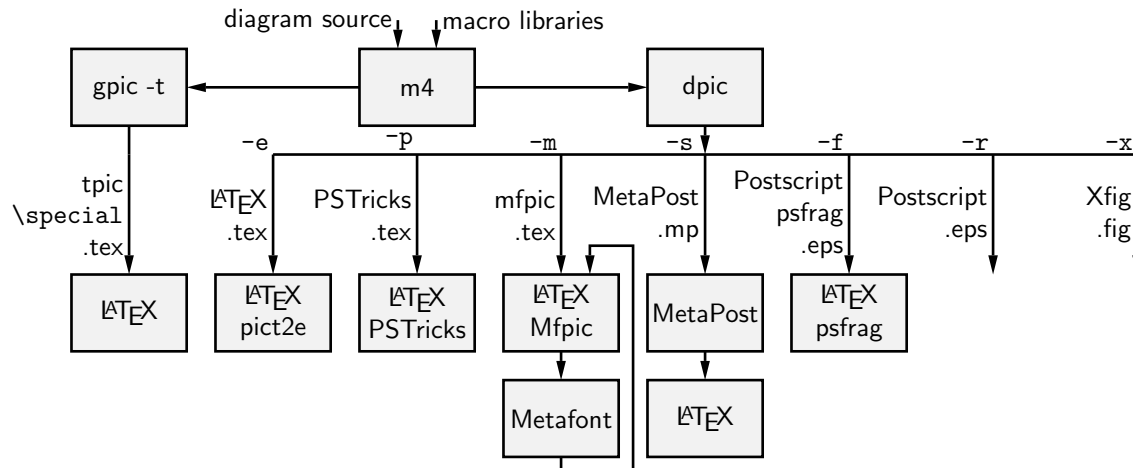 diagram source
macro libraries
gpic -t
m4
dpic
-e
-p
-m
-s
-f
-r
-x
tpic
\special
.tex
LATEX
.tex
PSTricks
.tex
mfpic
.tex
MetaPost
.mp
Postscript
psfrag
.eps
Postscript
.eps
Xfig
.fig
LATEX
LATEX
pict2e
LATEX
PSTricks
LATEX
Mfpic
MetaPost
LATEX
psfrag
Metafont
LATEX